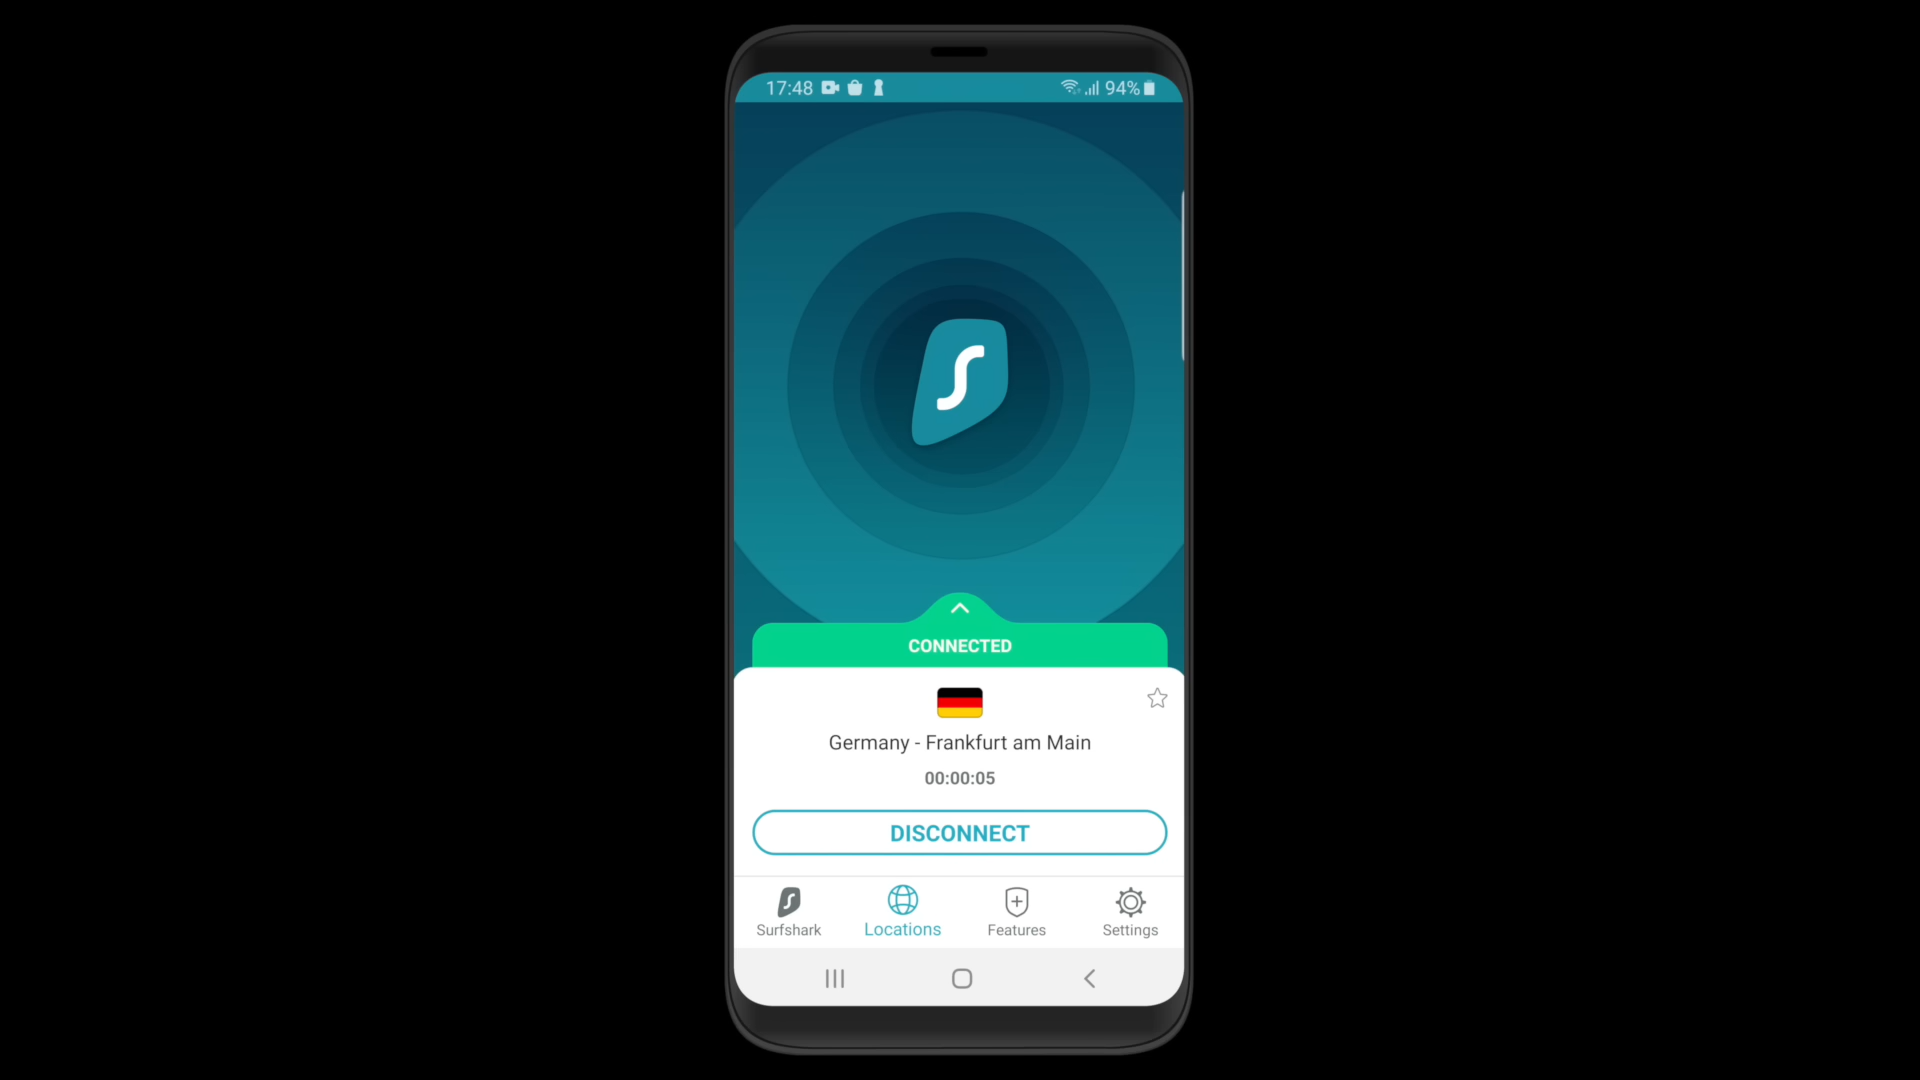 17:48 94%
CONNECTED
Germany - Frankfurt am Main
00:00:05
DISCONNECT
Surfshark Locations Features Settings